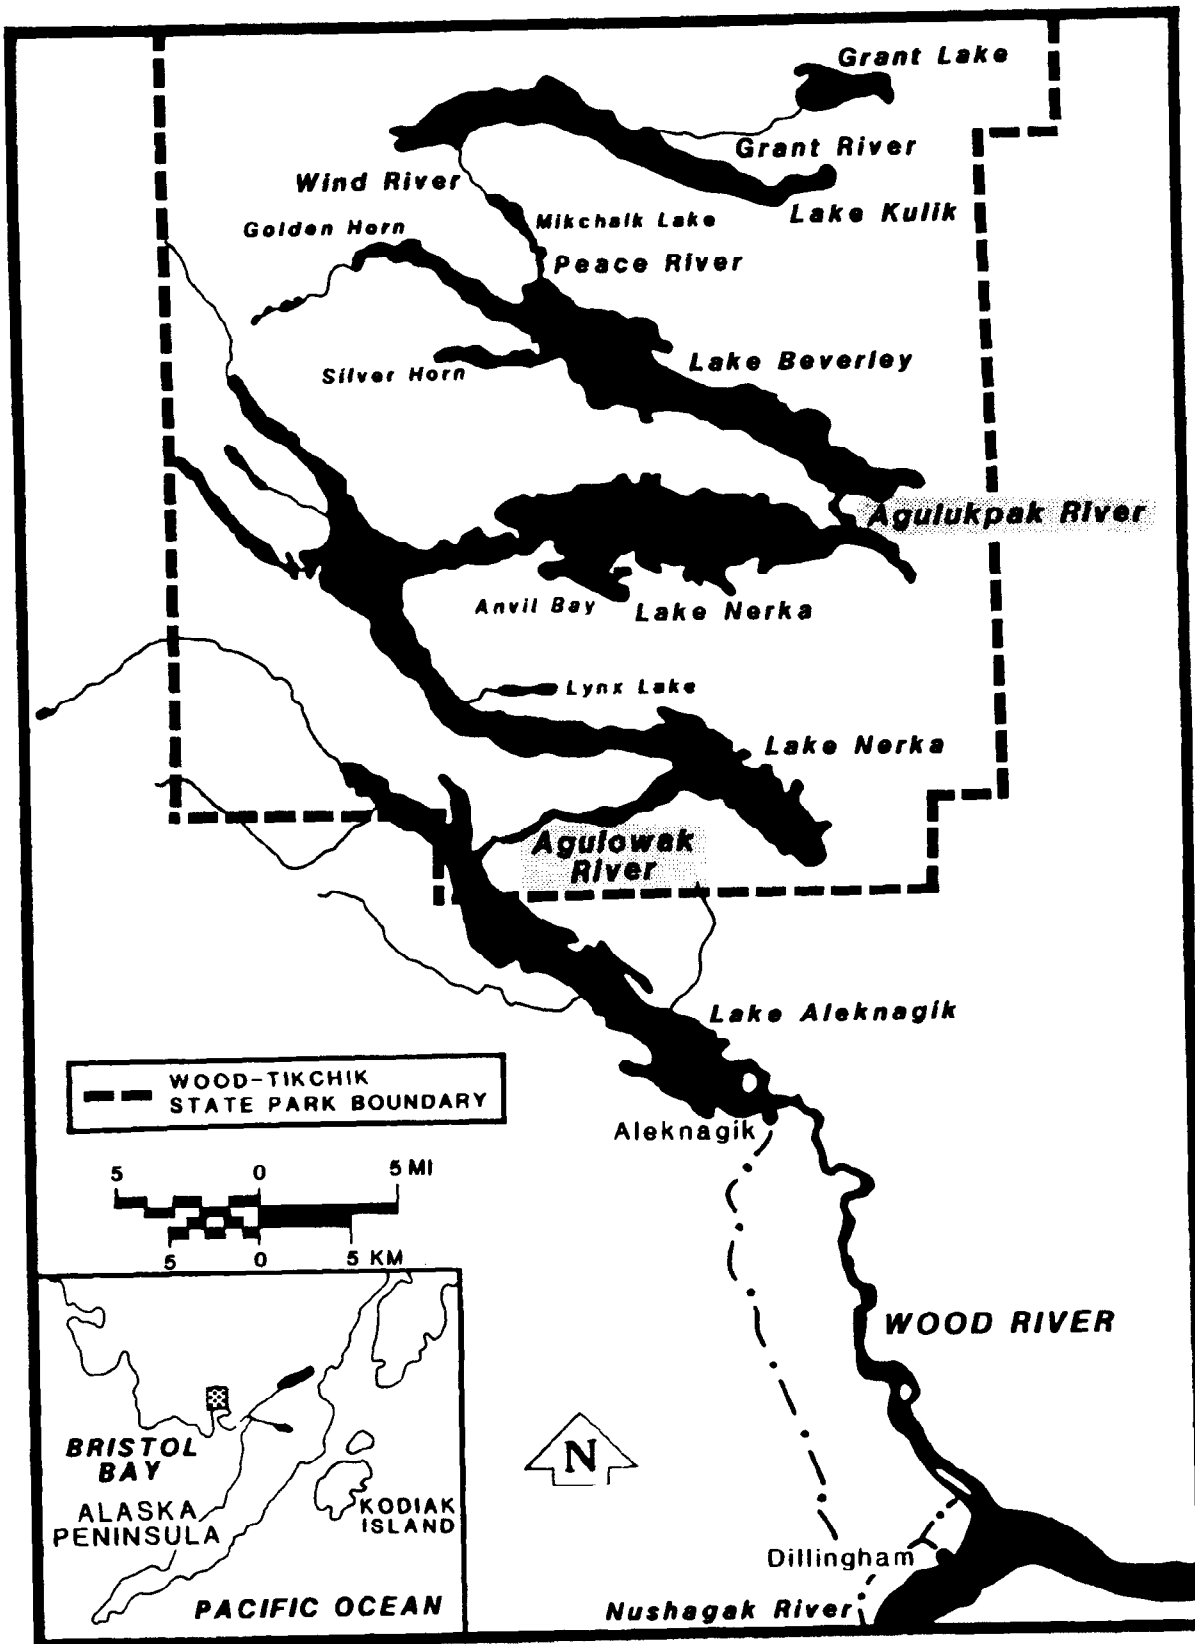 Grant Lake
Grant River
Wind River
Lake Kulik
Mikchalk Lake
Golden Horn
Peace River
Lake Beverley
Silver Horn
Agulukpak River
Anvil Bay
Lake Nerka
Lynx Lake
Lake Nerka
Agulowak
River
Lake Aleknagik
WOOD-TIKCHIK
STATE PARK BOUNDARY
Aleknagik
5 0 5 MI
5 0 5 KM
WOOD RIVER
BRISTOL
BAY
N
ALASKA
PENINSULA
KODIAK
ISLAND
Dillingham
PACIFIC OCEAN
Nushagak River